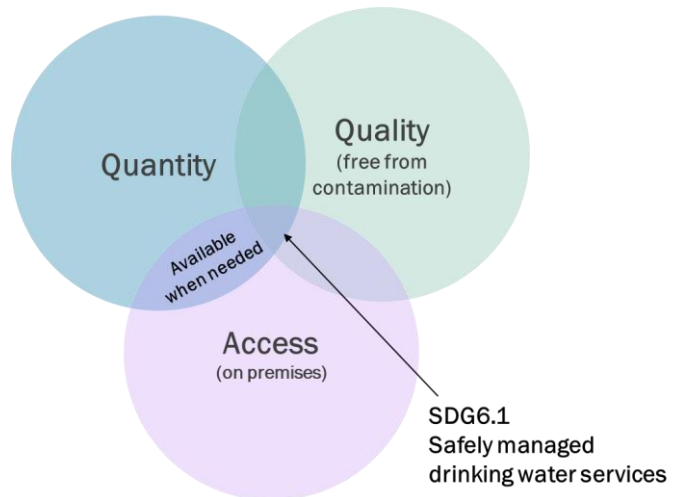 Quantity
Quality
(free from
contamination)
Available
when needed
Access
(on premises)
SDG6.1
Safely managed
drinking water services